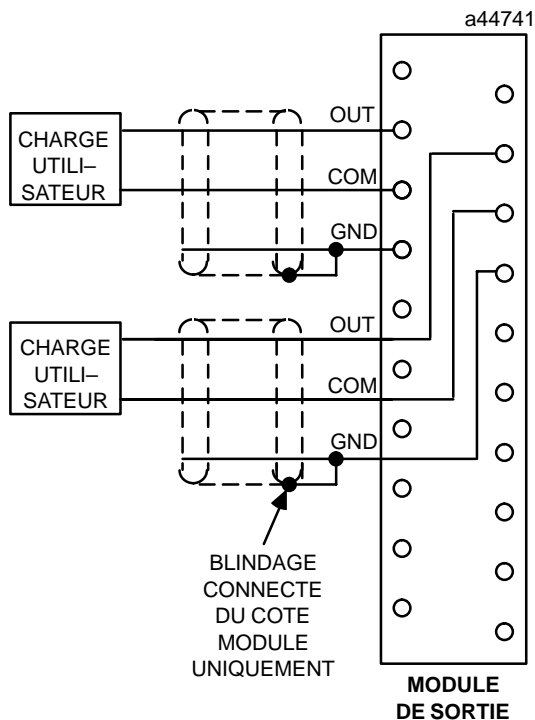 a44741
CHARGE
UTILI–
SATEUR
OUT
COM
GND
CHARGE
UTILI–
SATEUR
OUT
COM
GND
BLINDAGE
CONNECTE
DU COTE
MODULE
UNIQUEMENT
MODULE
DE SORTIE